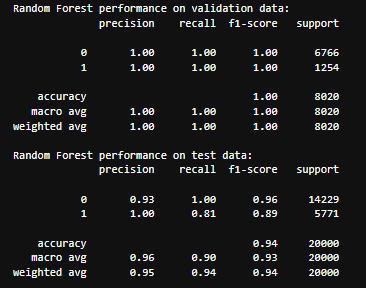 Random Forest performance on validation data:
precision recall f1-score support
0 1.00 1.00 1.00 6766
1 1.00 1.00 1.00 1254
accuracy 1.00 8020
macro avg 1.00 1.00 1.00 8020
weighted avg 1.00 1.00 1.00 8020
Random Forest performance on test data:
precision recall f1-score support
0 0.93 1.00 0.96 14229
1 1.00 0.81 0.89 5771
accuracy 0.94 20000
macro avg 0.96 0.90 0.93 20000
weighted avg 0.95 0.94 0.94 20000